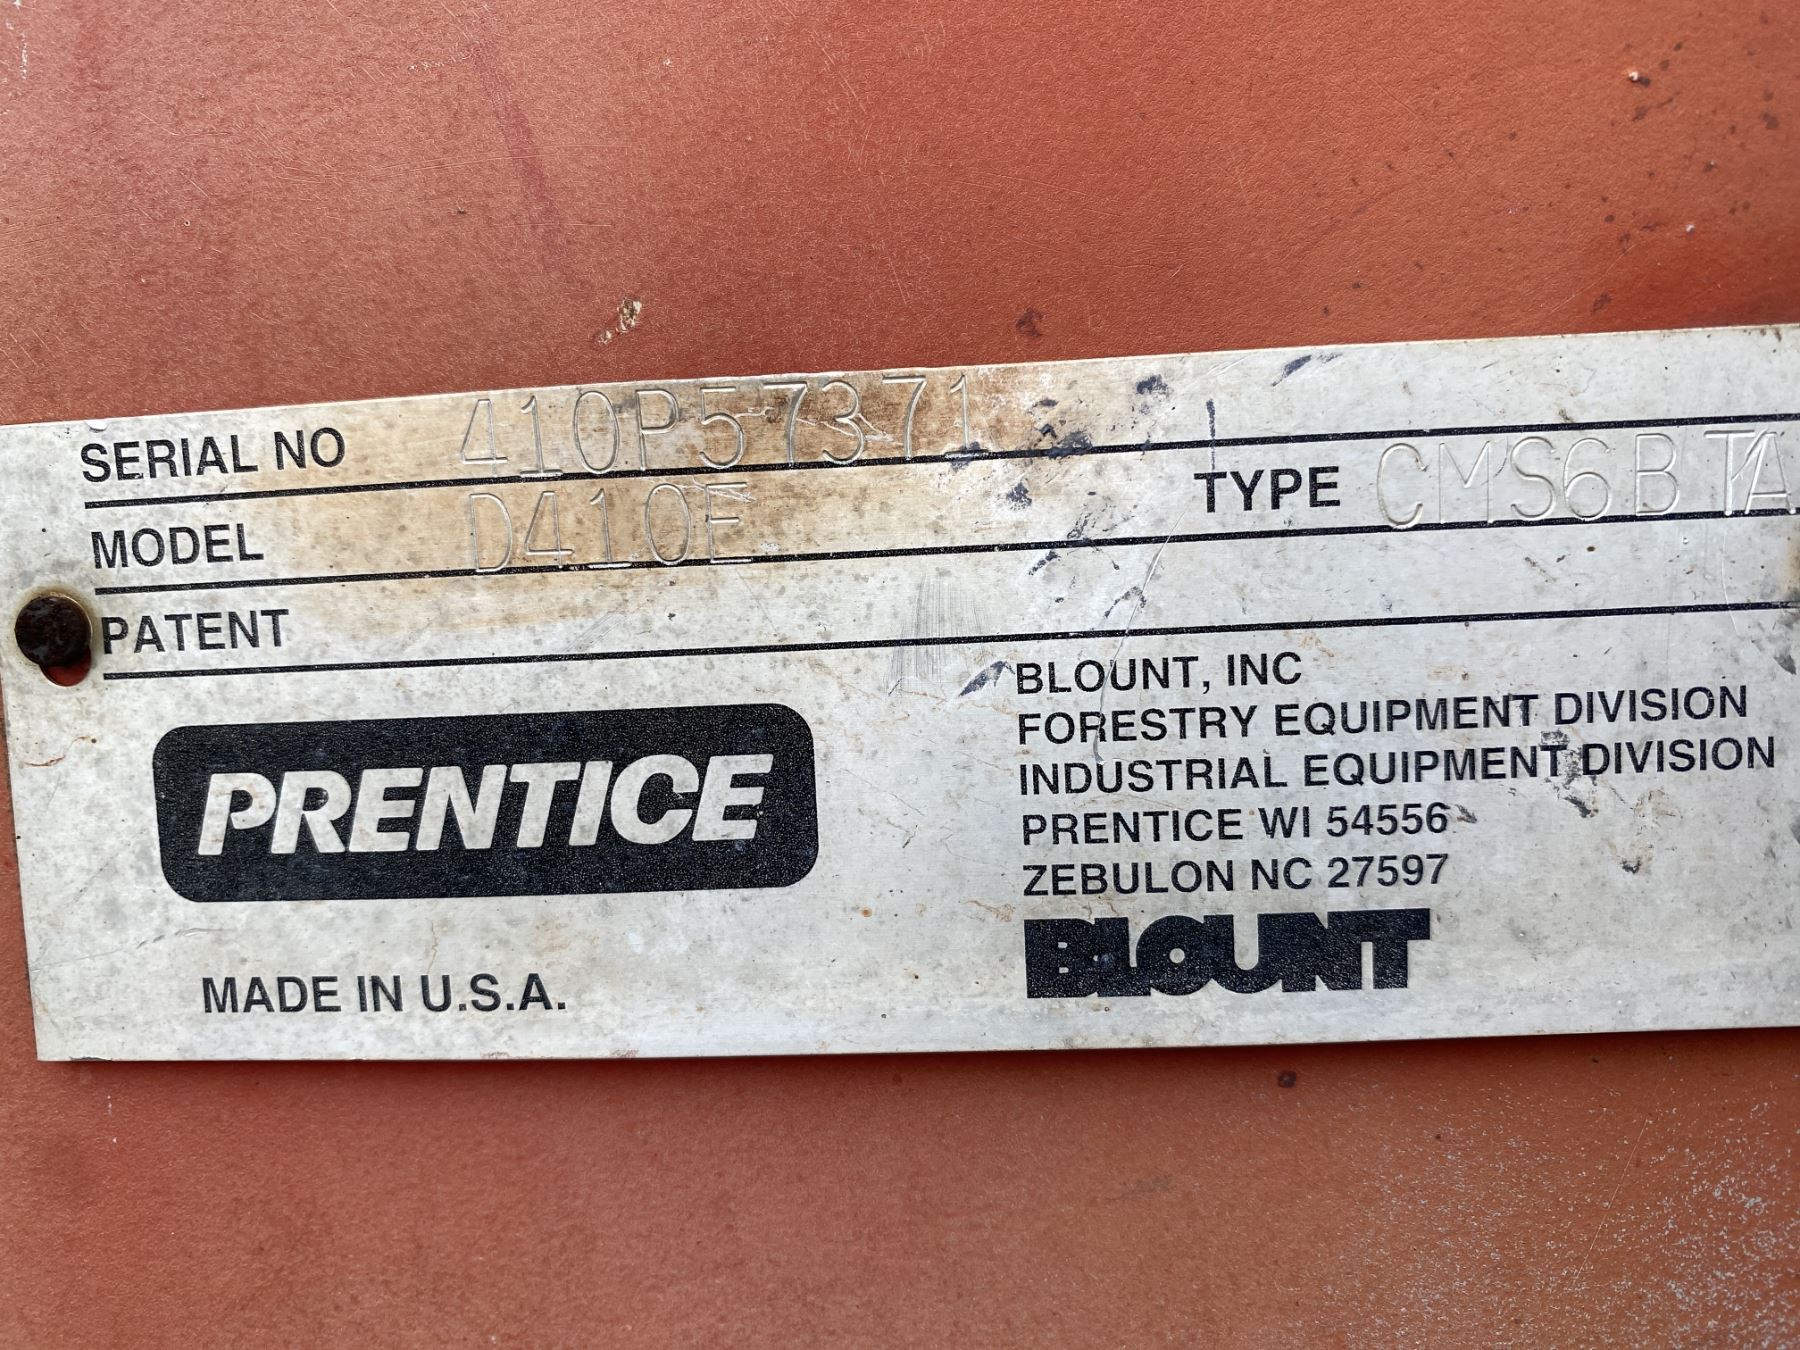 SERIAL NO 410P57371
MODEL D410E TYPE CMS6BTA
PATENT
BLOUNT, INC
FORESTRY EQUIPMENT DIVISION
INDUSTRIAL EQUIPMENT DIVISION
PRENTICE WI 54556
ZEBULON NC 27597
PRENTICE
BLOUNT
MADE IN U.S.A.